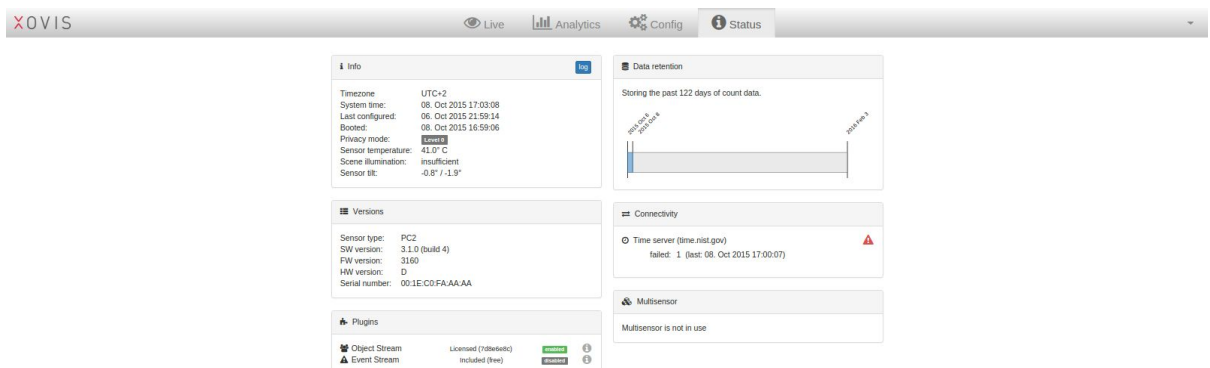 XOVIS
Live Analytics Config Status
Info log
Timezone UTC+2
System time: 08. Oct 2015 17:03:08
Last configured: 06. Oct 2015 21:59:14
Booted: 08. Oct 2015 16:59:06
Privacy mode: Level 0
Sensor temperature: 41.0° C
Scene illumination: insufficient
Sensor tilt: -0.8° / -1.9°
Versions
Sensor type: PC2
SW version: 3.1.0 (build 4)
FW version: 3160
HW version: D
Serial number: 00:1E:C0:FA:AA:AA
Plugins
Object Stream Licensed (7d8e6e8c) enabled
Event Stream Included (free) disabled
Data retention
Storing the past 122 days of count data.
2015 Oct 6
2015 Oct 8
2016 Feb 3
Connectivity
Time server (time.nist.gov)
failed: 1 (last: 08. Oct 2015 17:00:07)
Multisensor
Multisensor is not in use